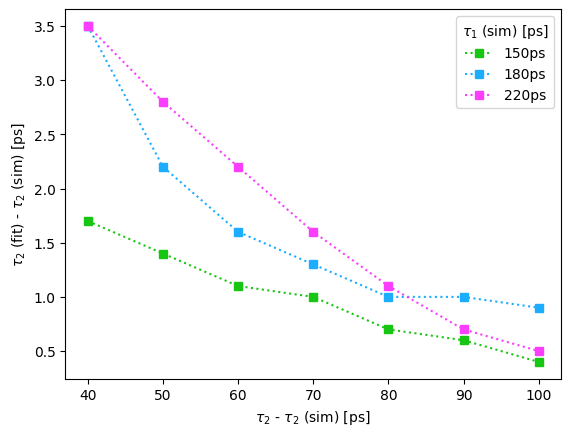 3.5
3.0
2.5
2.0
1.5
1.0
0.5
τ₂ (fit) - τ₂ (sim) [ps]
τ₁ (sim) [ps]
150ps
180ps
220ps
40 50 60 70 80 90 100
τ₂ - τ₂ (sim) [ps]